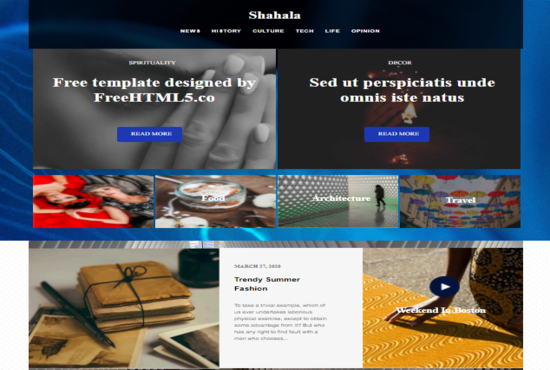 Shahala
NEWS HISTORY CULTURE TECH LIFE OPINION
SPIRITUALITY
Free template designed by
FreeHTML5.co
READ MORE
DECOR
Sed ut perspiciatis unde
omnis iste natus
READ MORE
Food
Architecture
Travel
MARCH 27, 2020
Trendy Summer
Fashion
To take a trivial example, which of
us ever undertakes laborious
physical exercise, except to obtain
some advantage from it? But who
has any right to find fault with a
man who chooses...
Weekend In Boston